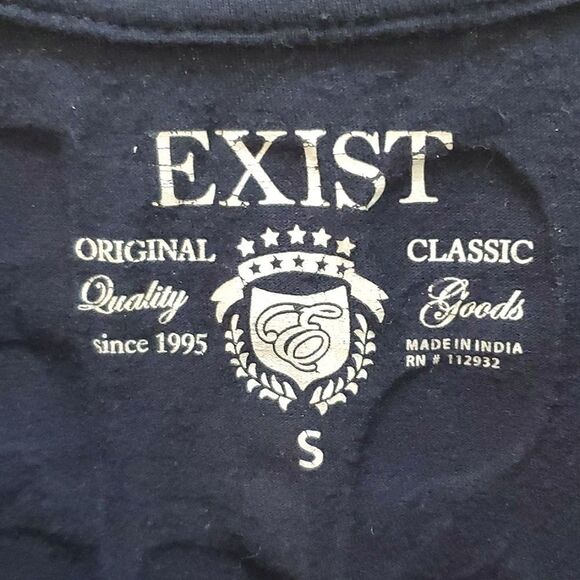 EXIST
ORIGINAL
Quality
since 1995
CLASSIC
Goods
MADE IN INDIA
RN # 112932
S